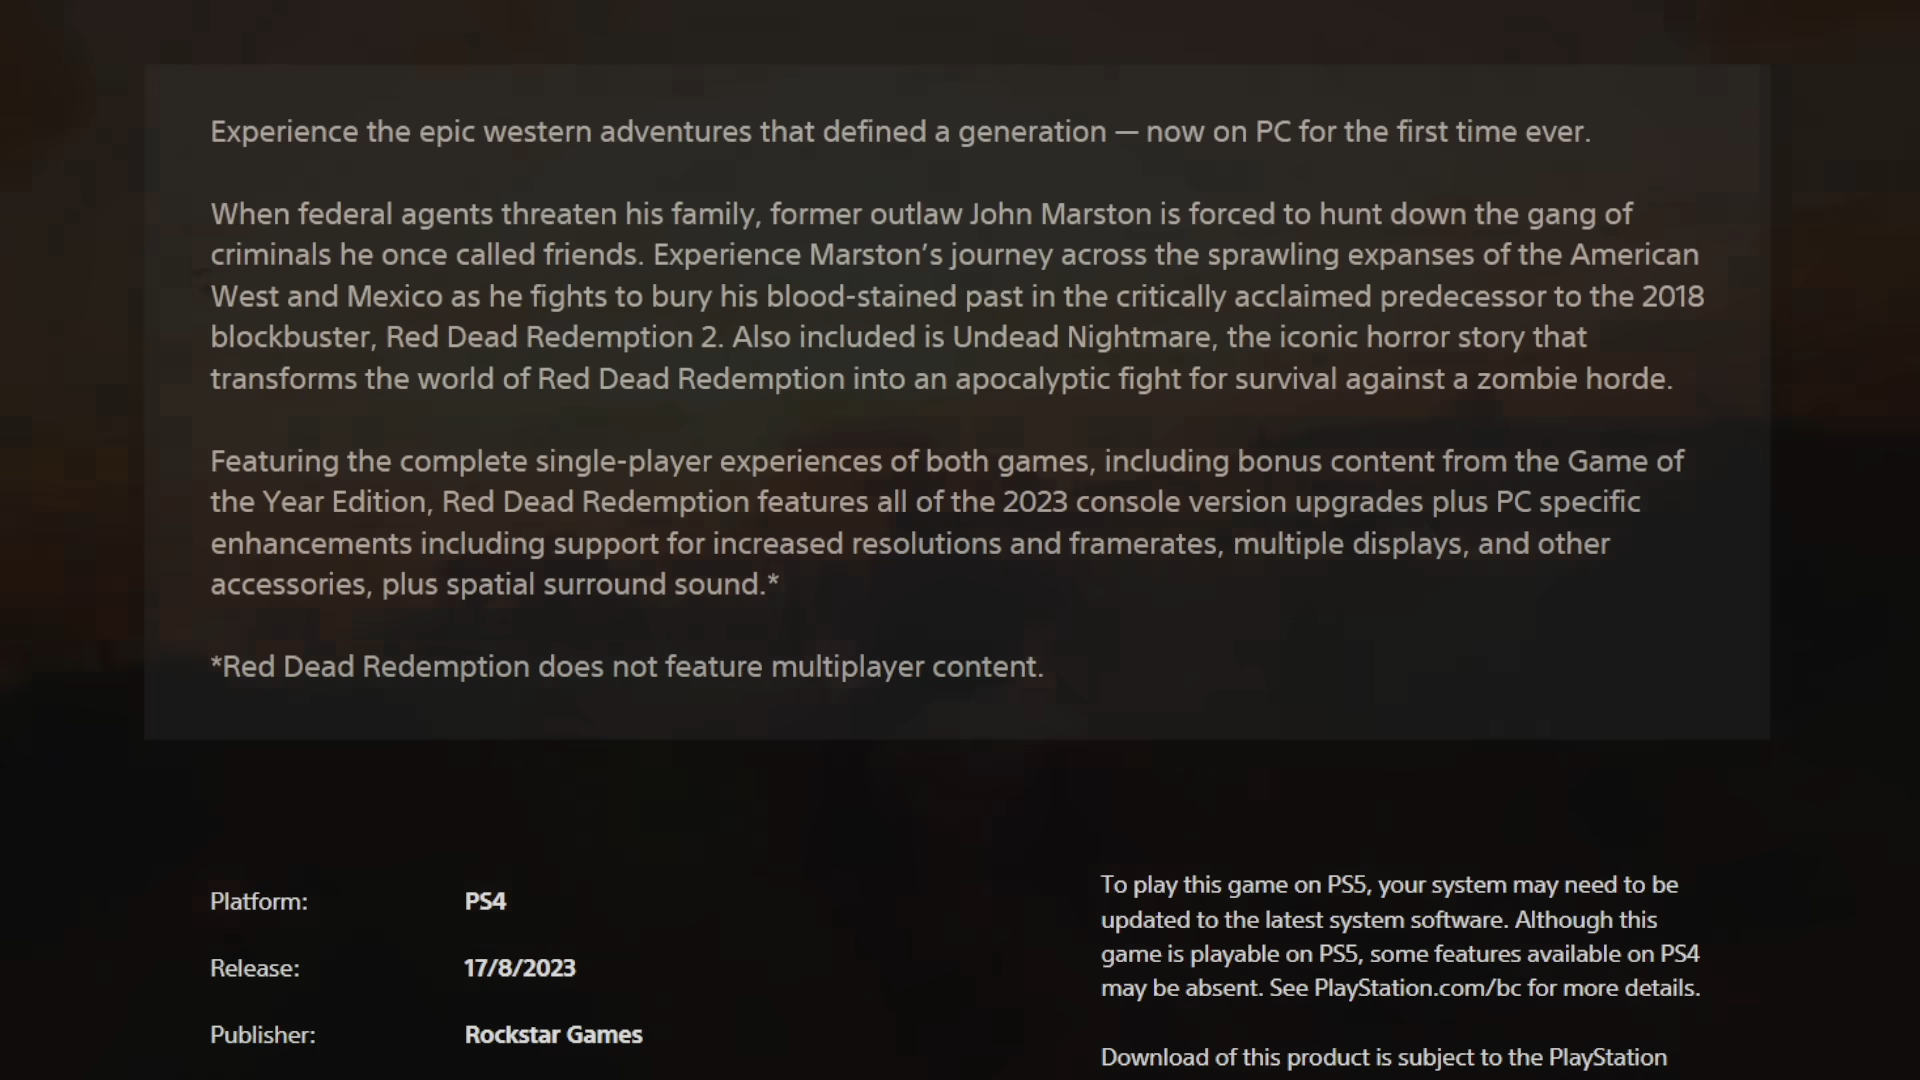 Experience the epic western adventures that defined a generation — now on PC for the first time ever.
When federal agents threaten his family, former outlaw John Marston is forced to hunt down the gang of
criminals he once called friends. Experience Marston's journey across the sprawling expanses of the American
West and Mexico as he fights to bury his blood-stained past in the critically acclaimed predecessor to the 2018
blockbuster, Red Dead Redemption 2. Also included is Undead Nightmare, the iconic horror story that
transforms the world of Red Dead Redemption into an apocalyptic fight for survival against a zombie horde.
Featuring the complete single-player experiences of both games, including bonus content from the Game of
the Year Edition, Red Dead Redemption features all of the 2023 console version upgrades plus PC specific
enhancements including support for increased resolutions and framerates, multiple displays, and other
accessories, plus spatial surround sound.*
*Red Dead Redemption does not feature multiplayer content.
Platform: PS4
Release: 17/8/2023
Publisher: Rockstar Games
To play this game on PS5, your system may need to be
updated to the latest system software. Although this
game is playable on PS5, some features available on PS4
may be absent. See PlayStation.com/bc for more details.
Download of this product is subject to the PlayStation